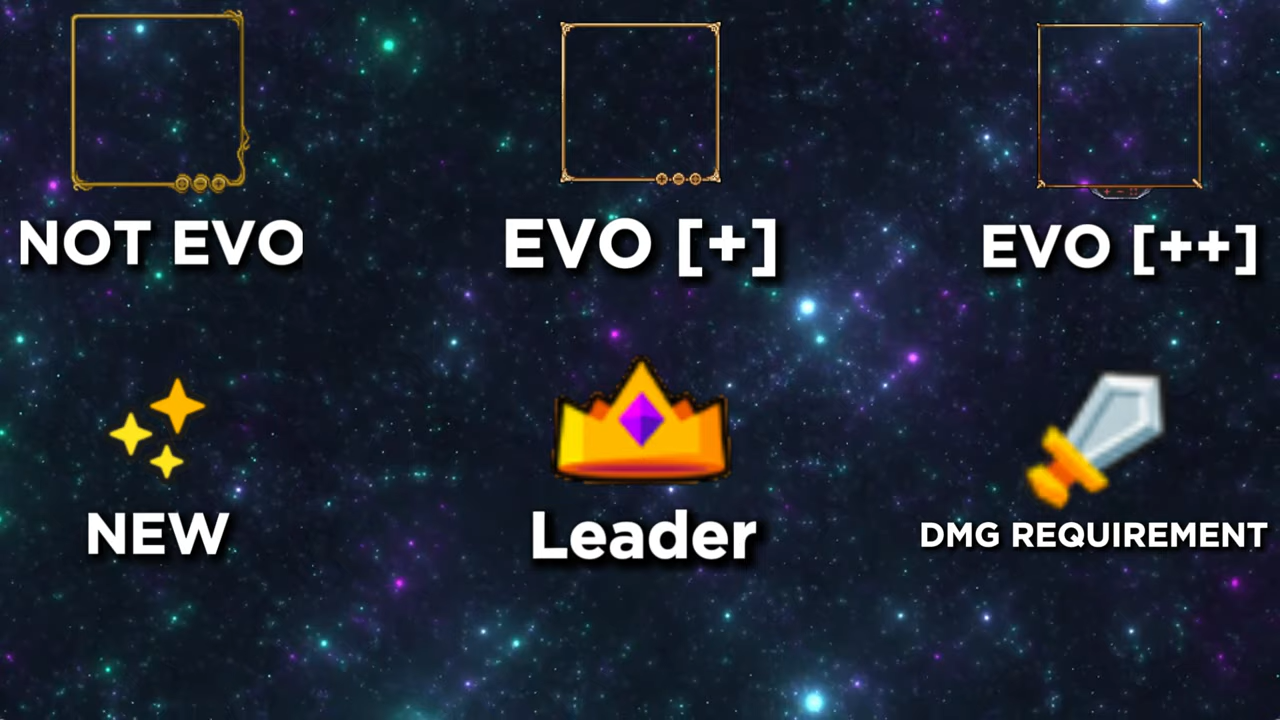 NOT EVO
EVO [+]
EVO [++]
NEW
Leader
DMG REQUIREMENT